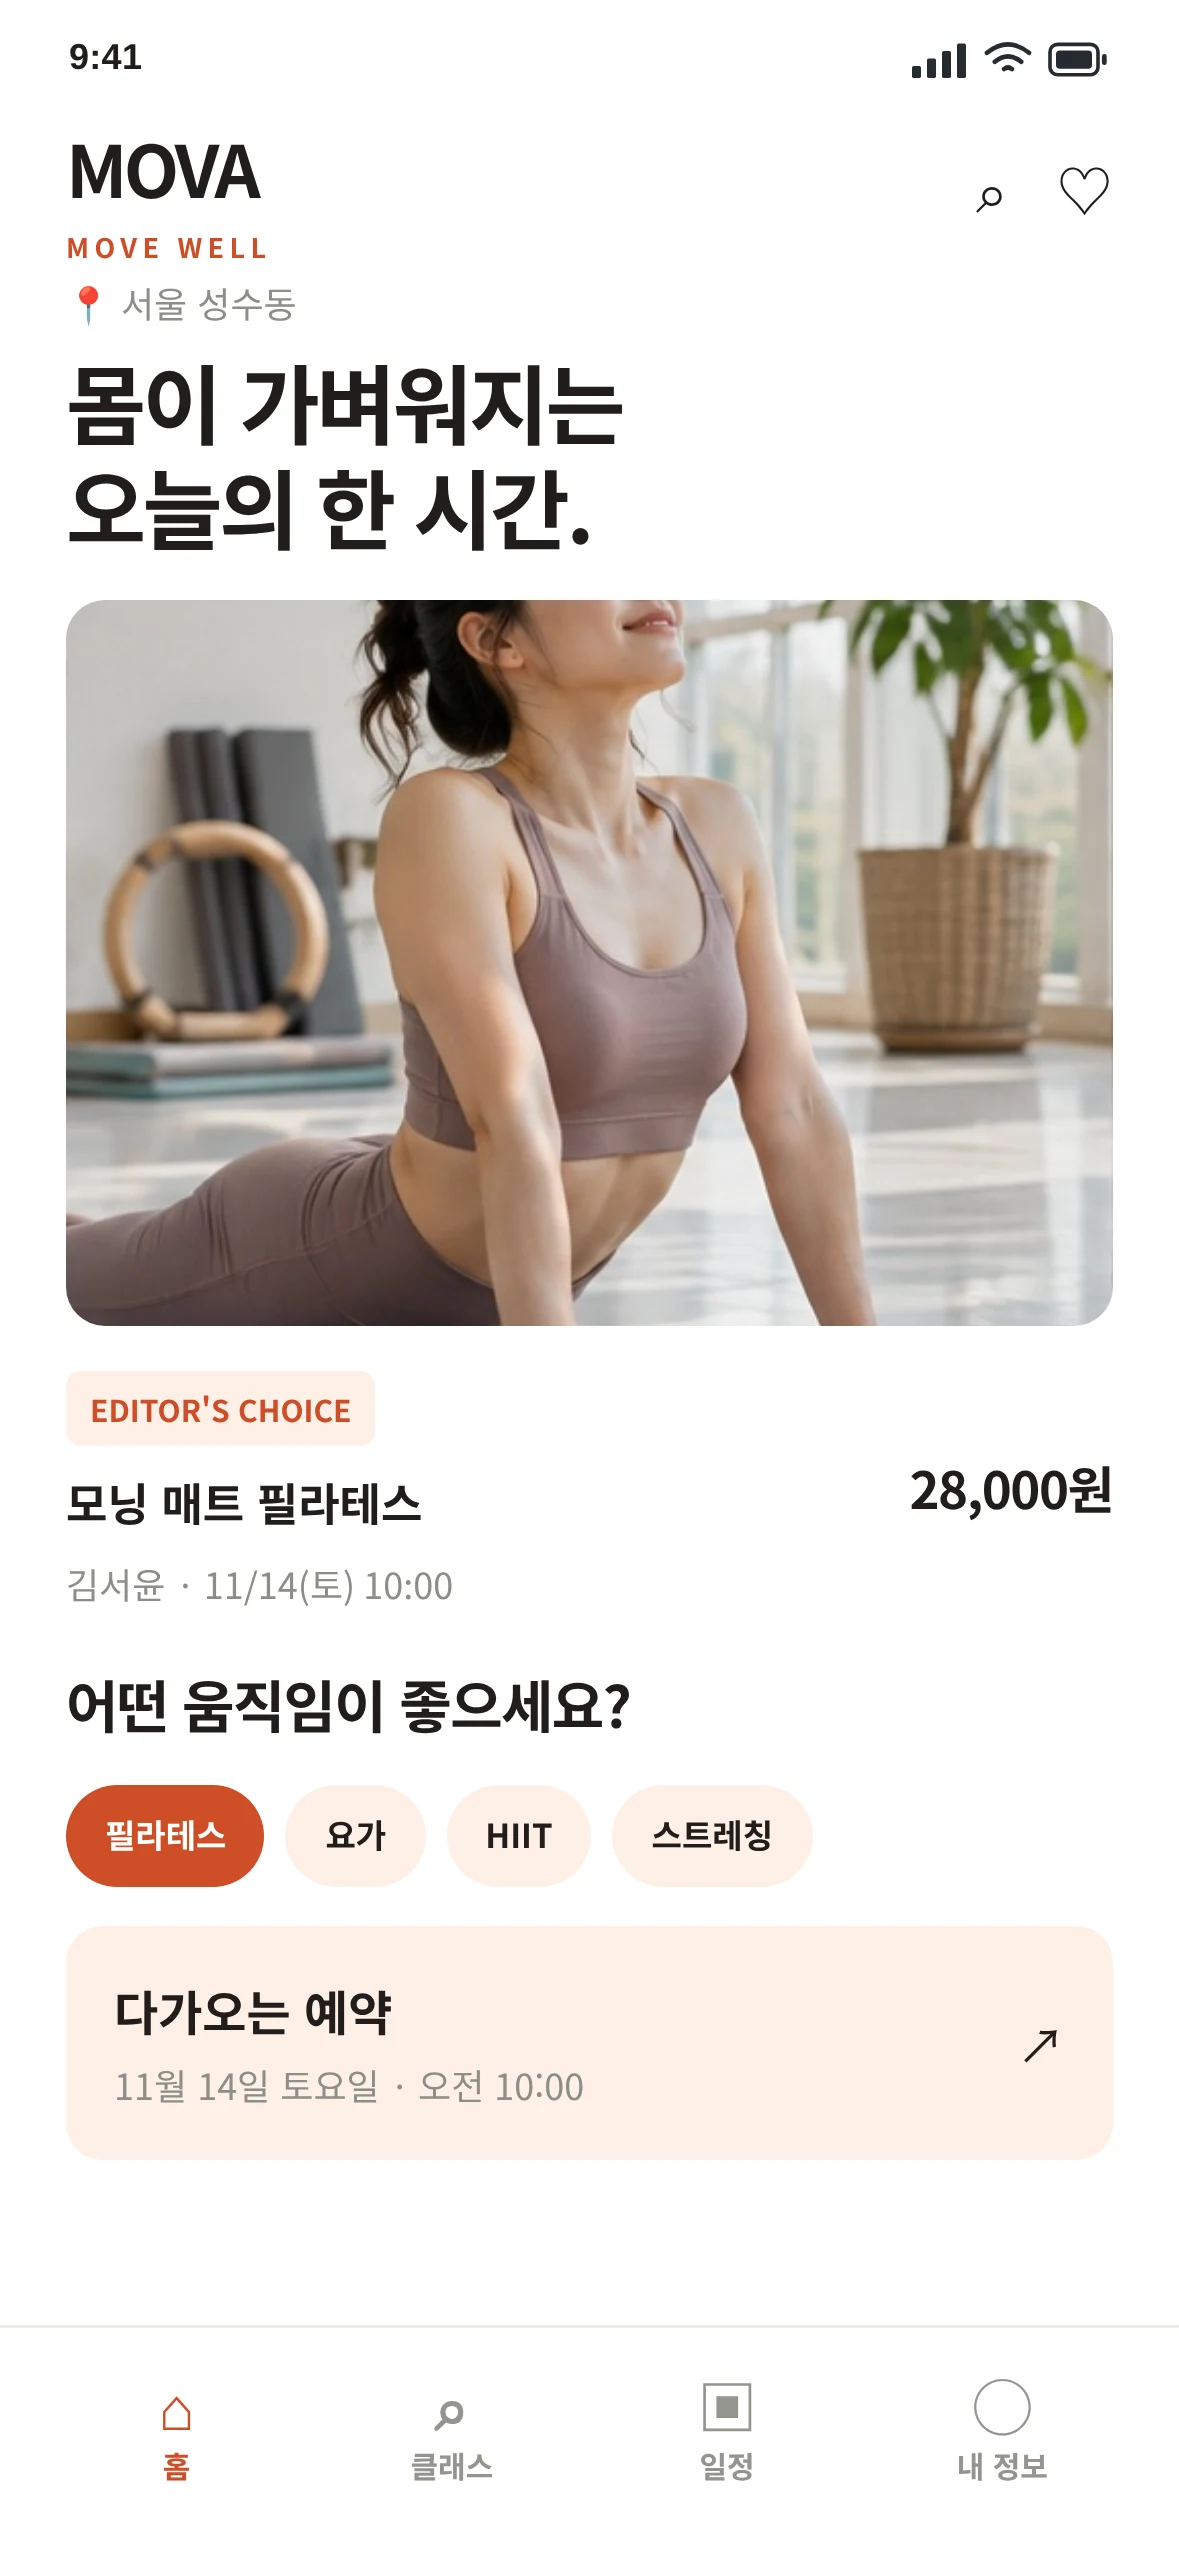 9:41
MOVA
MOVE WELL
📍 서울 성수동
몸이 가벼워지는
오늘의 한 시간.
EDITOR'S CHOICE
모닝 매트 필라테스
28,000원
김서윤 · 11/14(토) 10:00
어떤 움직임이 좋으세요?
필라테스 요가 HIIT 스트레칭
다가오는 예약
11월 14일 토요일 · 오전 10:00
홈 클래스 일정 내 정보